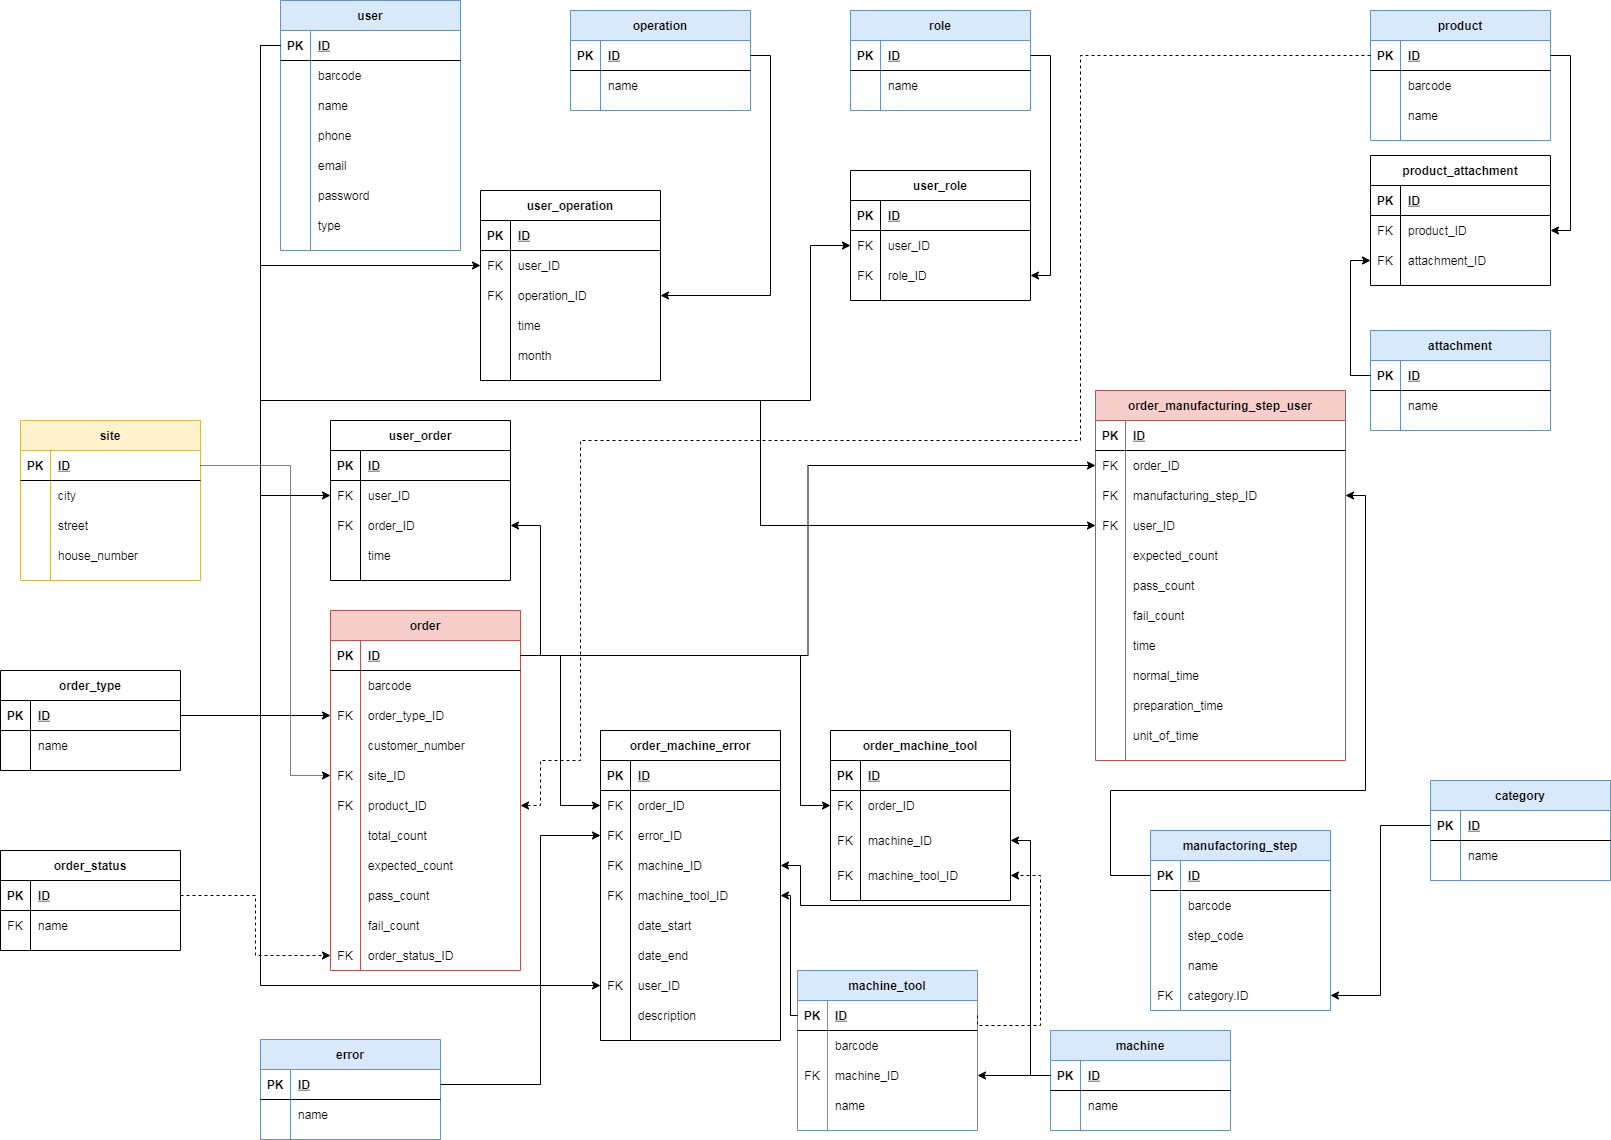 user
PK ID
barcode
name
phone
email
password
type
operation
PK ID
name
role
PK ID
name
product
PK ID
barcode
name
user_operation
PK ID
FK user_ID
FK operation_ID
time
month
user_role
PK ID
FK user_ID
FK role_ID
product_attachment
PK ID
FK product_ID
FK attachment_ID
attachment
PK ID
name
site
PK ID
city
street
house_number
user_order
PK ID
FK user_ID
FK order_ID
time
order_manufacturing_step_user
PK ID
FK order_ID
FK manufacturing_step_ID
FK user_ID
expected_count
pass_count
fail_count
time
normal_time
preparation_time
unit_of_time
order_type
PK ID
name
order
PK ID
barcode
FK order_type_ID
customer_number
FK site_ID
FK product_ID
total_count
expected_count
pass_count
fail_count
FK order_status_ID
order_machine_error
PK ID
FK order_ID
FK error_ID
FK machine_ID
FK machine_tool_ID
date_start
date_end
FK user_ID
description
order_machine_tool
PK ID
FK order_ID
FK machine_ID
FK machine_tool_ID
category
PK ID
name
manufactoring_step
PK ID
barcode
step_code
name
FK category.ID
order_status
PK ID
FK name
machine_tool
PK ID
barcode
FK machine_ID
name
error
PK ID
name
machine
PK ID
name